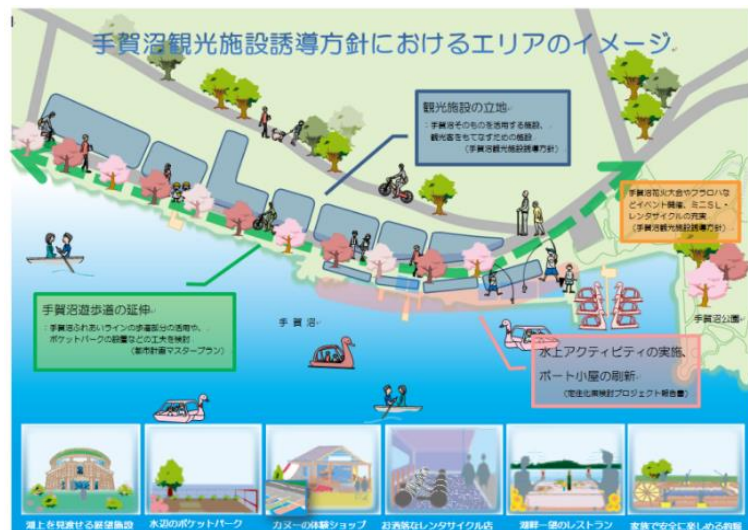 手賀沼観光施設誘導方針におけるエリアのイメージ
観光施設の立地
：手賀沼そのものを活用する施設、
観光客をもてなすための施設
（手賀沼観光施設誘導方針）
手賀沼花火大会やフラロハな
どイベント開催、ミニSL・
レンタサイクルの充実
（手賀沼観光施設誘導方針）
手賀沼遊歩道の延伸
：手賀沼ふれあいラインの歩道部分の活用や、
ポケットパークの設置などの工夫を検討
（都市計画マスタープラン）
手賀沼
手賀沼公園
水上アクティビティの実施、
ボート小屋の刷新
（定住化策検討プロジェクト報告書）
湖上を見渡せる展望施設
水辺のポケットパーク
カヌーの体験ショップ
お洒落なレンタサイクル店
湖畔一望のレストラン
家族で安全に楽しめる釣堀